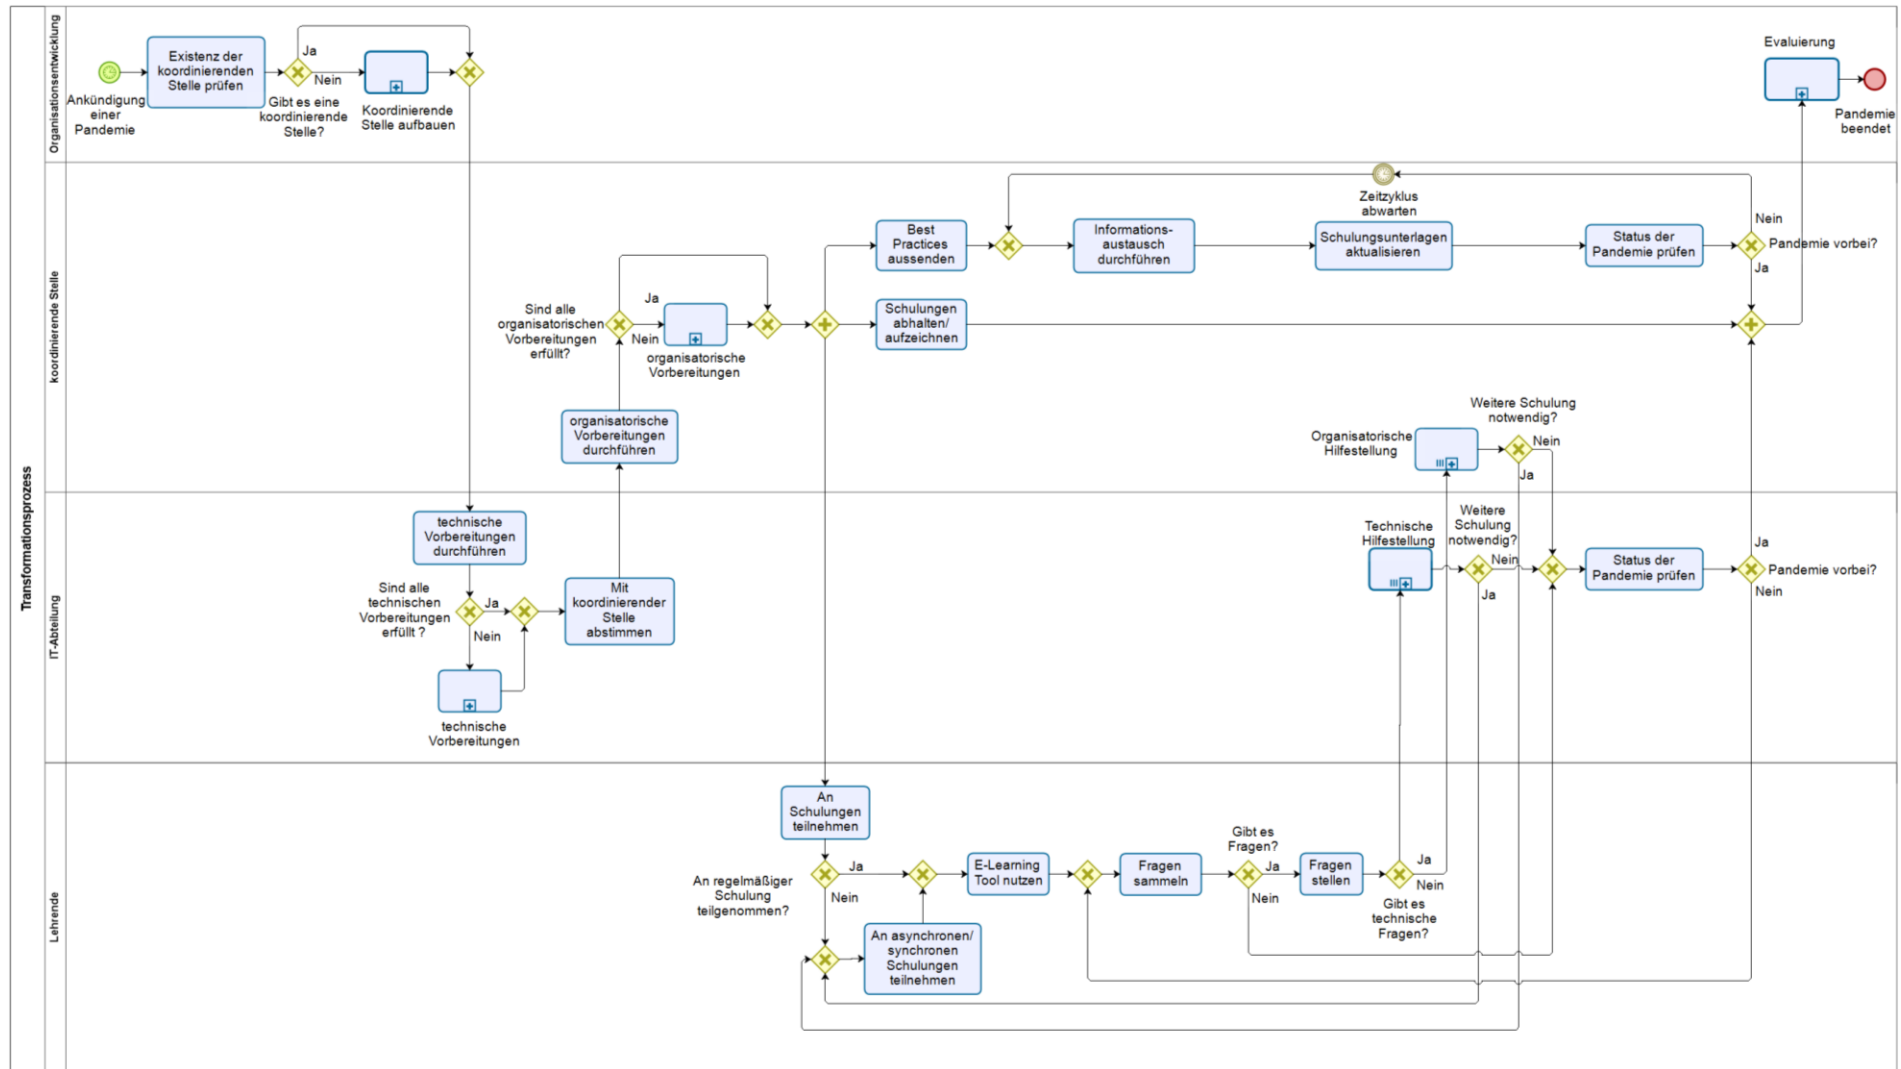 Transformationsprozess
Organisationsentwicklung
Ankündigung
einer
Pandemie
Existenz der
koordinierenden
Stelle prüfen
Ja
Nein
Gibt es eine
koordinierende
Stelle?
Koordinierende
Stelle aufbauen
Evaluierung
Pandemie
beendet
koordinierende Stelle
Sind alle
organisatorischen
Vorbereitungen
erfüllt?
Ja
Nein
organisatorische
Vorbereitungen
organisatorische
Vorbereitungen
durchführen
Best
Practices
aussenden
Schulungen
abhalten/
aufzeichnen
Informations-
austausch
durchführen
Zeitzyklus
abwarten
Schulungsunterlagen
aktualisieren
Status der
Pandemie prüfen
Nein
Pandemie vorbei?
Ja
Organisatorische
Hilfestellung
Weitere Schulung
notwendig?
Nein
Ja
IT-Abteilung
technische
Vorbereitungen
durchführen
Sind alle
technischen
Vorbereitungen
erfüllt ?
Ja
Nein
technische
Vorbereitungen
Mit
koordinierender
Stelle
abstimmen
Technische
Hilfestellung
Weitere
Schulung
notwendig?
Nein
Ja
Status der
Pandemie prüfen
Ja
Pandemie vorbei?
Nein
Lehrende
An
Schulungen
teilnehmen
An regelmäßiger
Schulung
teilgenommen?
Ja
Nein
An asynchronen/
synchronen
Schulungen
teilnehmen
E-Learning
Tool nutzen
Fragen
sammeln
Gibt es
Fragen?
Ja
Nein
Fragen
stellen
Ja
Nein
Gibt es
technische
Fragen?